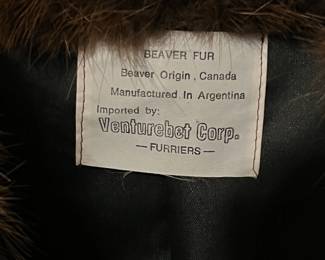 BEAVER FUR
Beaver Origin, Canada
Manufactured In Argentina
Imported by:
Venturebet Corp.
— FURRIERS —